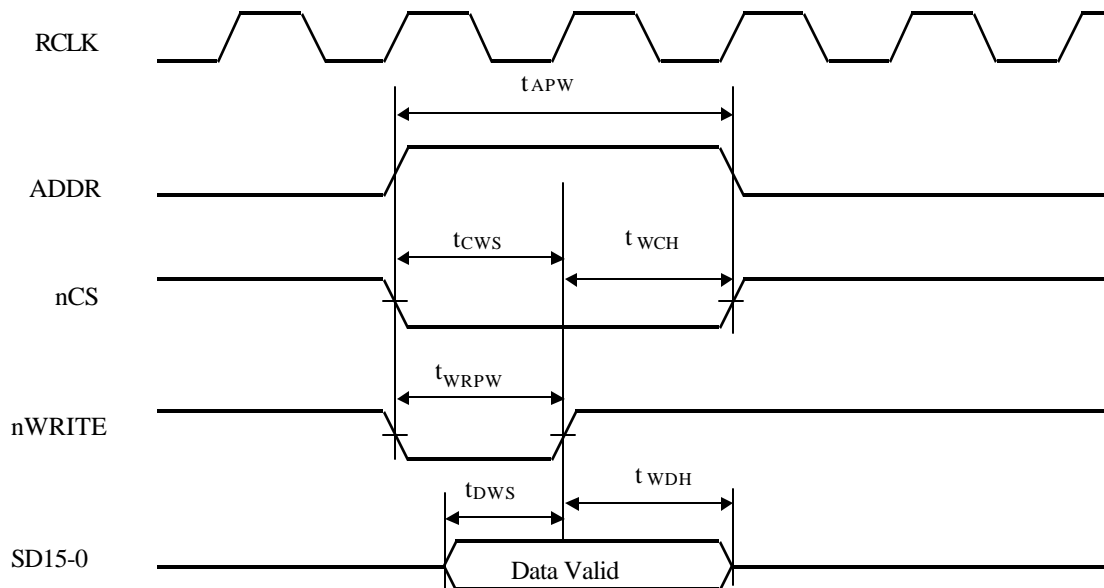 RCLK
tAPW
ADDR
tCWS
tWCH
nCS
tWRPW
nWRITE
tDWS
tWDH
SD15-0
Data Valid